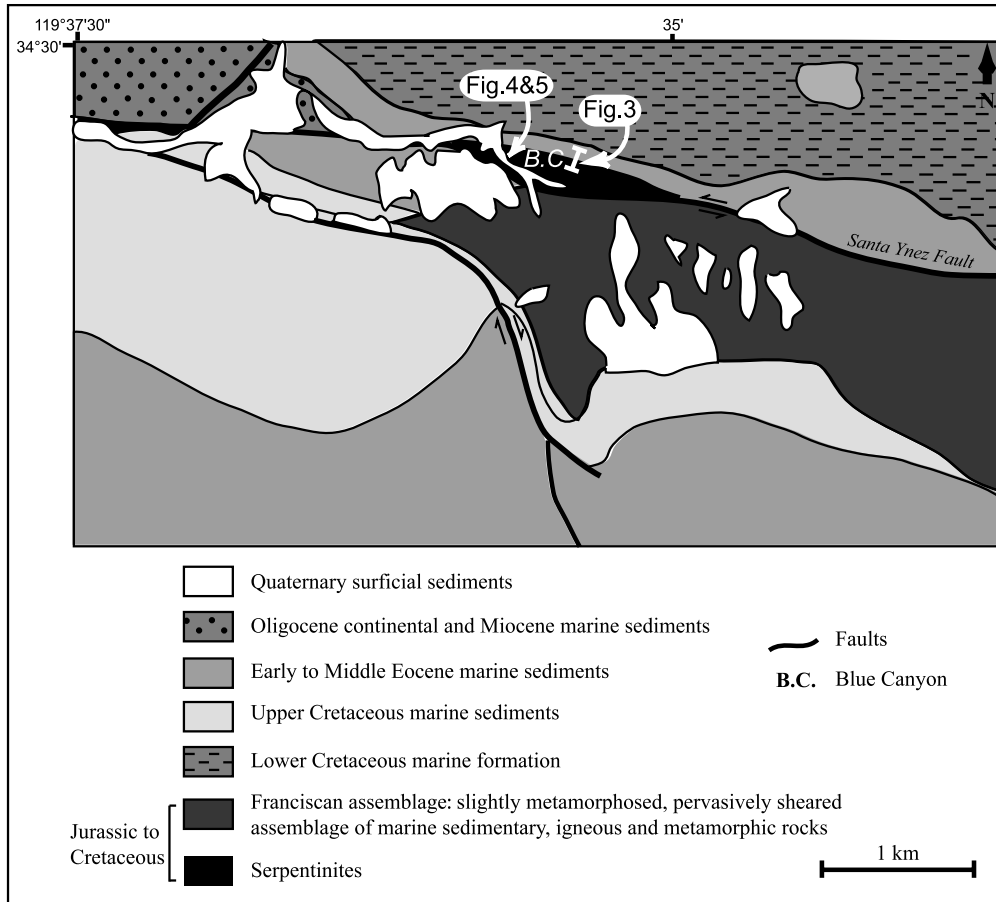 119°37'30"
35'
34°30'
N
Fig.4&5
Fig.3
B.C
Santa Ynez Fault
Quaternary surficial sediments
Oligocene continental and Miocene marine sediments
Early to Middle Eocene marine sediments
Upper Cretaceous marine sediments
Lower Cretaceous marine formation
Franciscan assemblage: slightly metamorphosed, pervasively sheared
assemblage of marine sedimentary, igneous and metamorphic rocks
Serpentinites
Jurassic to
Cretaceous
Faults
B.C. Blue Canyon
1 km